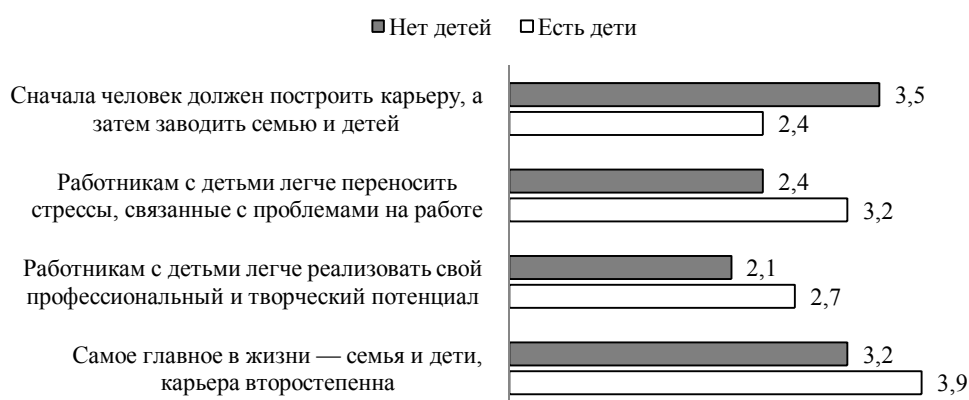 Нет детей Есть дети
Сначала человек должен построить карьеру, а
затем заводить семью и детей
3,5
2,4
Работникам с детьми легче переносить
стрессы, связанные с проблемами на работе
2,4
3,2
Работникам с детьми легче реализовать свой
профессиональный и творческий потенциал
2,1
2,7
Самое главное в жизни — семья и дети,
карьера второстепенна
3,2
3,9